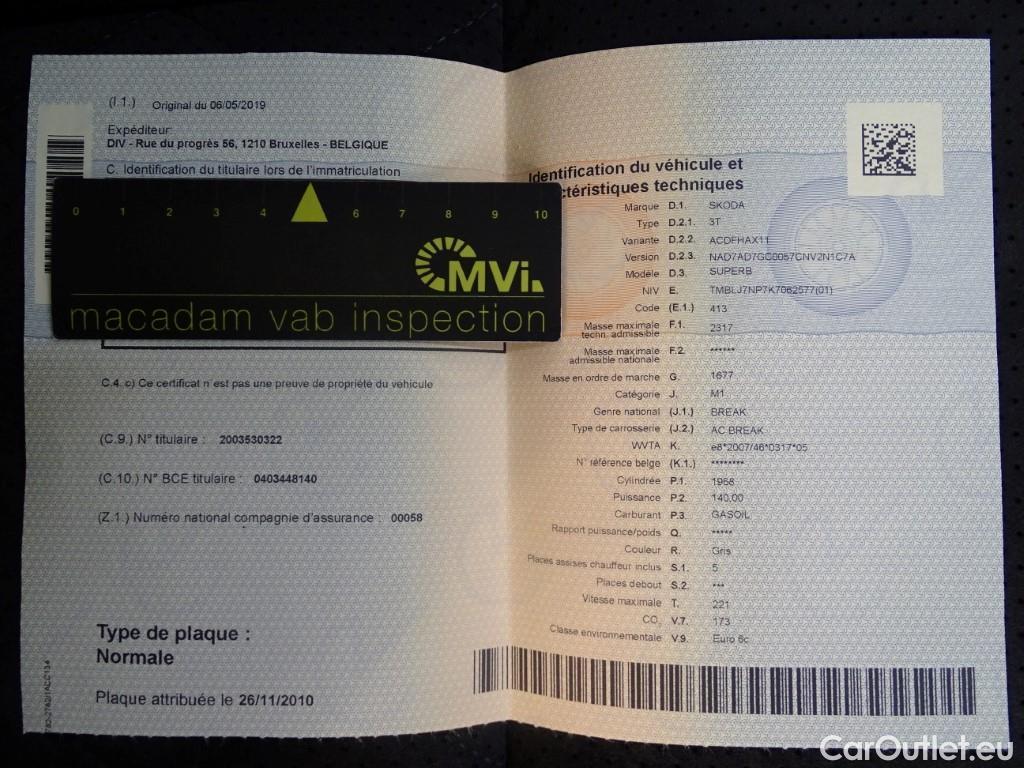 (I.1.) Original du 06/05/2019
Expéditeur:
DIV - Rue du progrès 56, 1210 Bruxelles - BELGIQUE
C. Identification du titulaire lors de l'immatriculation
0 1 2 3 4 6 7 8 9 10
MVi.
macadam vab inspection
C.4. c) Ce certificat n'est pas une preuve de propriété du véhicule
(C.9.) N° titulaire : 2003530322
(C.10.) N° BCE titulaire : 0403448140
(Z.1.) Numéro national compagnie d'assurance : 00058
Type de plaque :
Normale
Plaque attribuée le 26/11/2010
Identification du véhicule et
ctéristiques techniques
Marque D.1. SKODA
Type D.2.1. 3T
Variante D.2.2. ACDFHAX11
Version D.2.3. NAD7AD7GC0057CNV2N1C7A
Modèle D.3. SUPERB
NIV E. TMBLJ7NP7K7062577(01)
Code (E.1.) 413
Masse maximale F.1. 2317
techn. admissible
Masse maximale F.2. ******
admissible nationale
Masse en ordre de marche G. 1677
Catégorie J. M1
Genre national (J.1.) BREAK
Type de carrosserie (J.2.) AC BREAK
WVTA K. e8*2007/46*0317*05
N° référence belge (K.1.) ********
Cylindrée P.1. 1968
Puissance P.2. 140,00
Carburant P.3. GASOIL
Rapport puissance/poids Q. *****
Couleur R. Gris
Places assises chauffeur inclus S.1. 5
Places debout S.2. ***
Vitesse maximale T. 221
CO2 V.7. 173
Classe environnementale V.9. Euro 6c
CarOutlet.eu